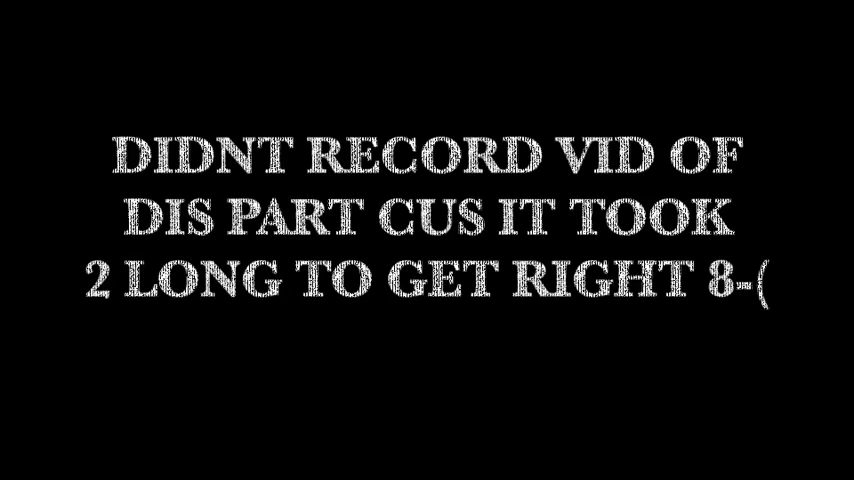 DIDNT RECORD VID OF
DIS PART CUS IT TOOK
2 LONG TO GET RIGHT 8-(